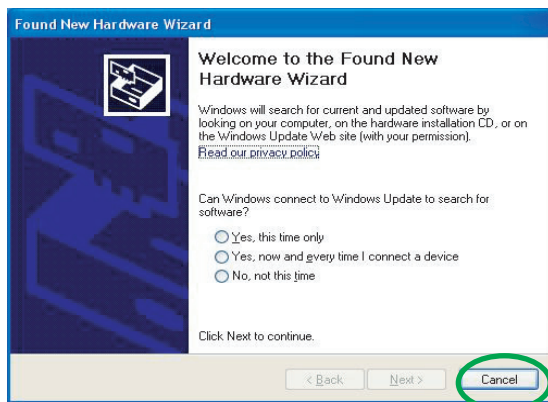 Found New Hardware Wizard
Welcome to the Found New
Hardware Wizard
Windows will search for current and updated software by
looking on your computer, on the hardware installation CD, or on
the Windows Update Web site (with your permission).
Read our privacy policy
Can Windows connect to Windows Update to search for
software?
Yes, this time only
Yes, now and every time I connect a device
No, not this time
Click Next to continue.
< Back Next > Cancel